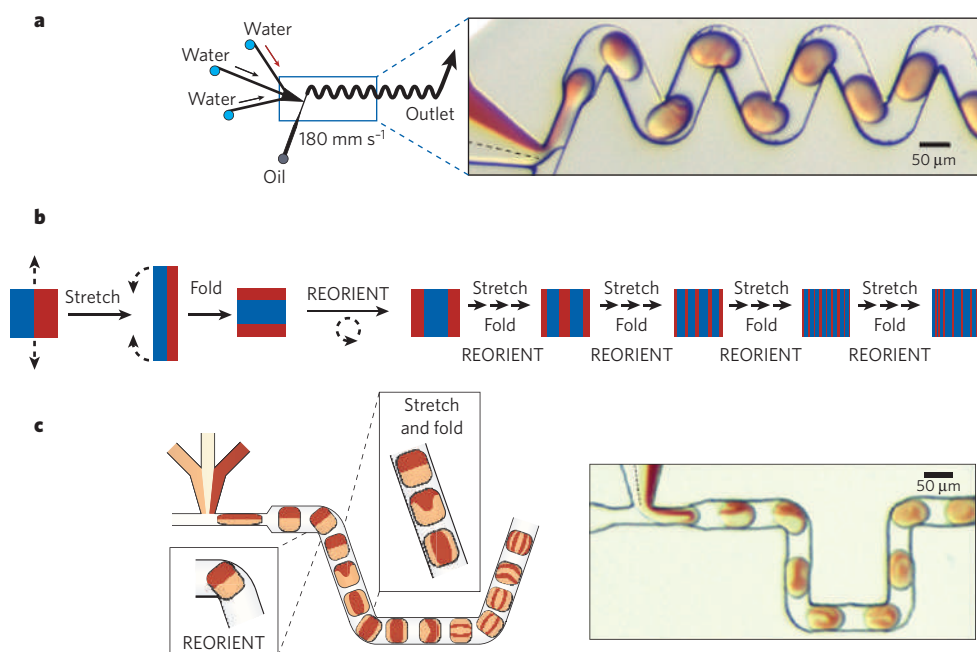 a
Water
Water
Water
180 mm s⁻¹
Outlet
Oil
50 μm
b
Stretch
Fold
REORIENT
Stretch
Fold
REORIENT
Stretch
Fold
REORIENT
Stretch
Fold
REORIENT
Stretch
Fold
REORIENT
c
Stretch
and fold
REORIENT
50 μm